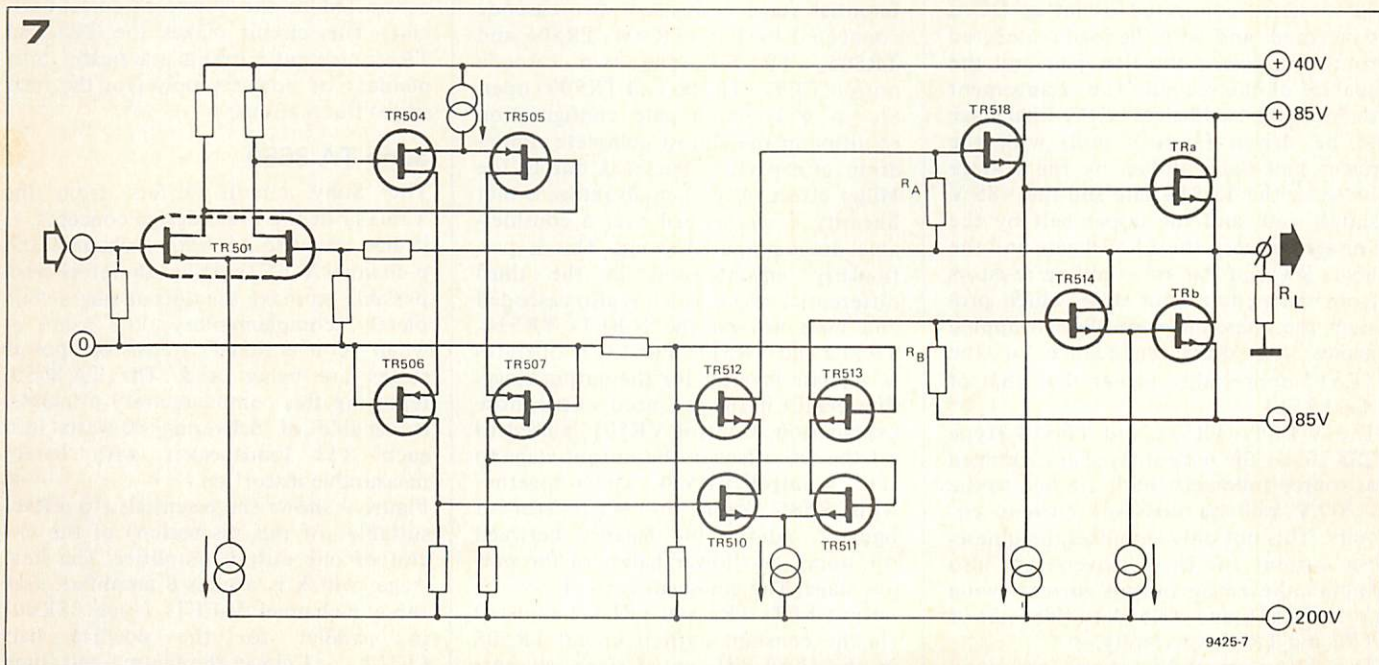 7
+ 40V
TR504
TR505
TR518
+ 85V
TRa
RA
TR501
RL
TR514
TRb
0
RB
TR506
TR507
TR512
TR513
− 85V
TR510
TR511
− 200V
9425-7